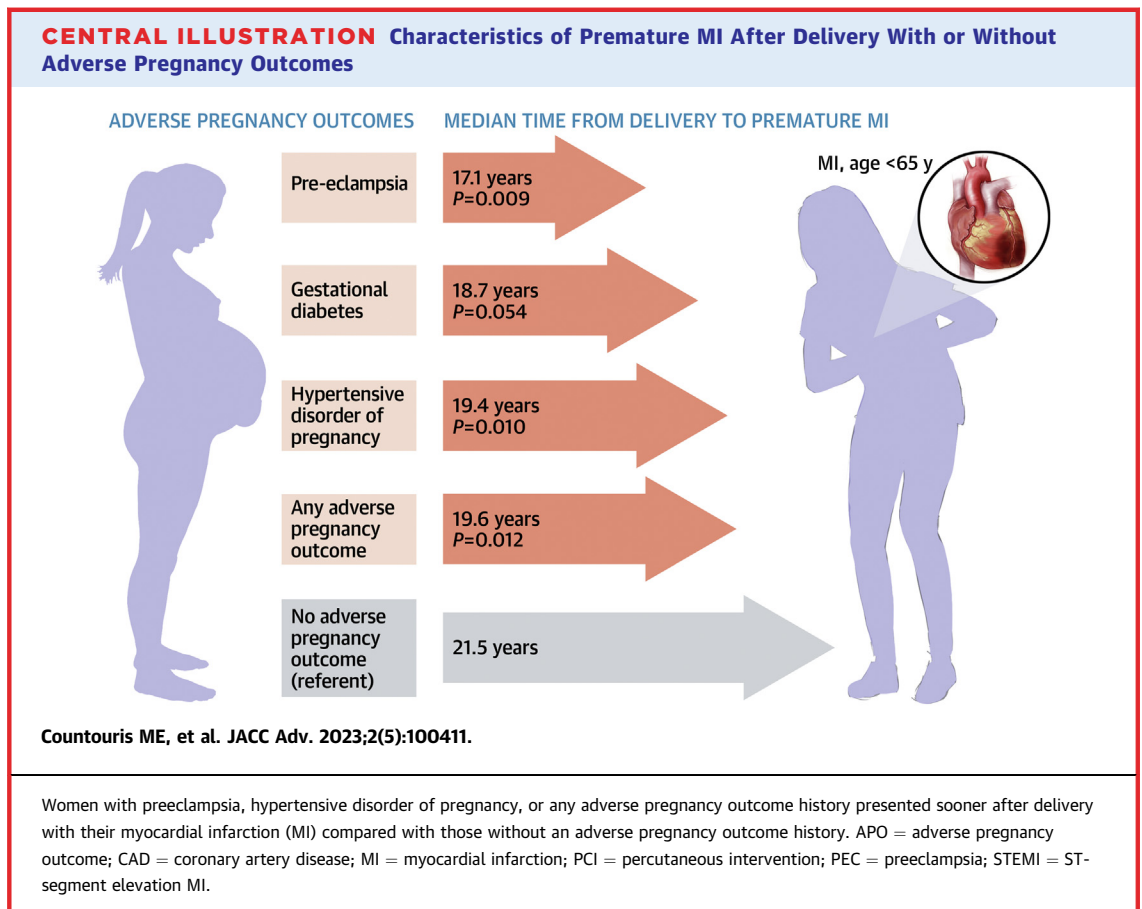 CENTRAL ILLUSTRATION Characteristics of Premature MI After Delivery With or Without
Adverse Pregnancy Outcomes
ADVERSE PREGNANCY OUTCOMES
MEDIAN TIME FROM DELIVERY TO PREMATURE MI
MI, age <65 y
Pre-eclampsia
17.1 years
P=0.009
Gestational
diabetes
18.7 years
P=0.054
Hypertensive
disorder of
pregnancy
19.4 years
P=0.010
Any adverse
pregnancy
outcome
19.6 years
P=0.012
No adverse
pregnancy
outcome
(referent)
21.5 years
Countouris ME, et al. JACC Adv. 2023;2(5):100411.
Women with preeclampsia, hypertensive disorder of pregnancy, or any adverse pregnancy outcome history presented sooner after delivery
with their myocardial infarction (MI) compared with those without an adverse pregnancy outcome history. APO = adverse pregnancy
outcome; CAD = coronary artery disease; MI = myocardial infarction; PCI = percutaneous intervention; PEC = preeclampsia; STEMI = ST-
segment elevation MI.